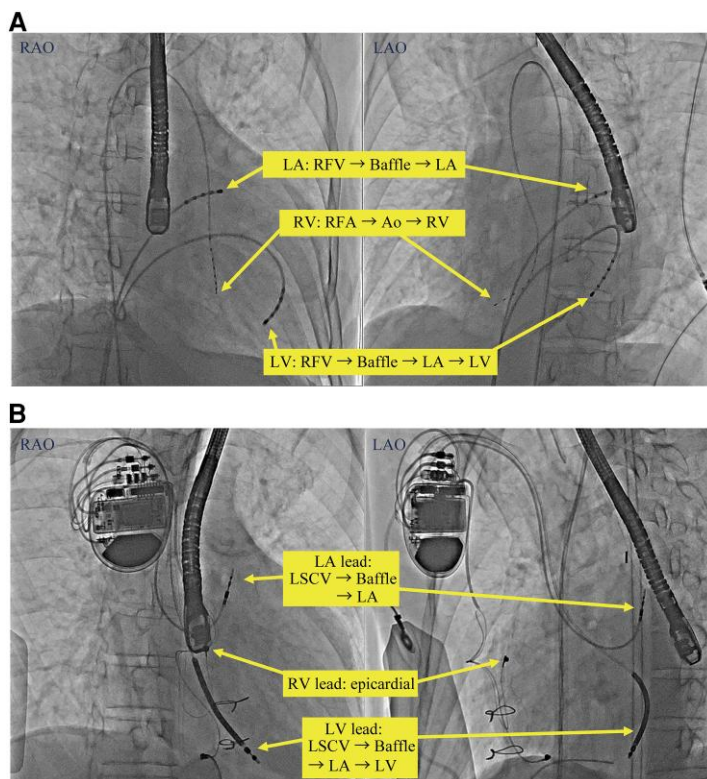 A
RAO
LAO
LA: RFV → Baffle → LA
RV: RFA → Ao → RV
LV: RFV → Baffle → LA → LV
B
RAO
LAO
LA lead:
LSCV → Baffle
→ LA
RV lead: epicardial
LV lead:
LSCV → Baffle
→ LA → LV